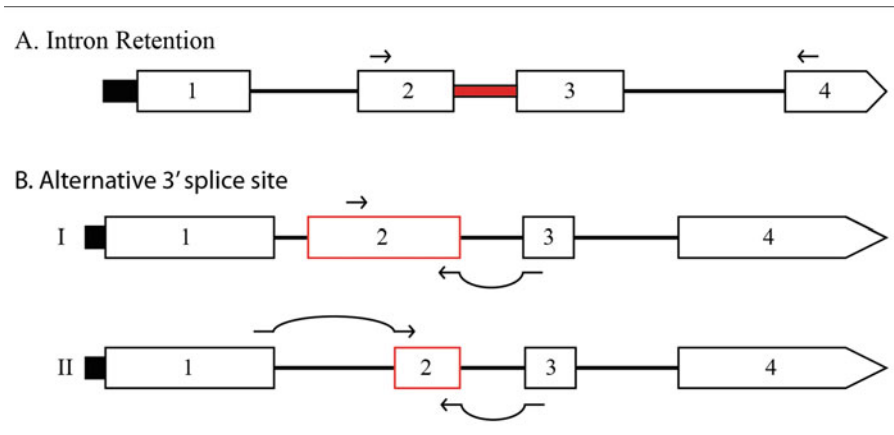 A. Intron Retention
1 2 3 4
B. Alternative 3' splice site
I 1 2 3 4
II 1 2 3 4